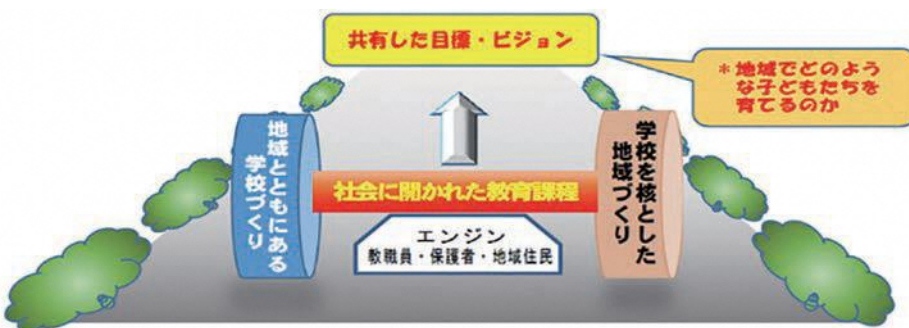 共有した目標・ビジョン
＊地域でどのよう
な子どもたちを
育てるのか
地域とともにある
学校づくり
社会に開かれた教育課程
学校を核とした
地域づくり
エンジン
教職員・保護者・地域住民